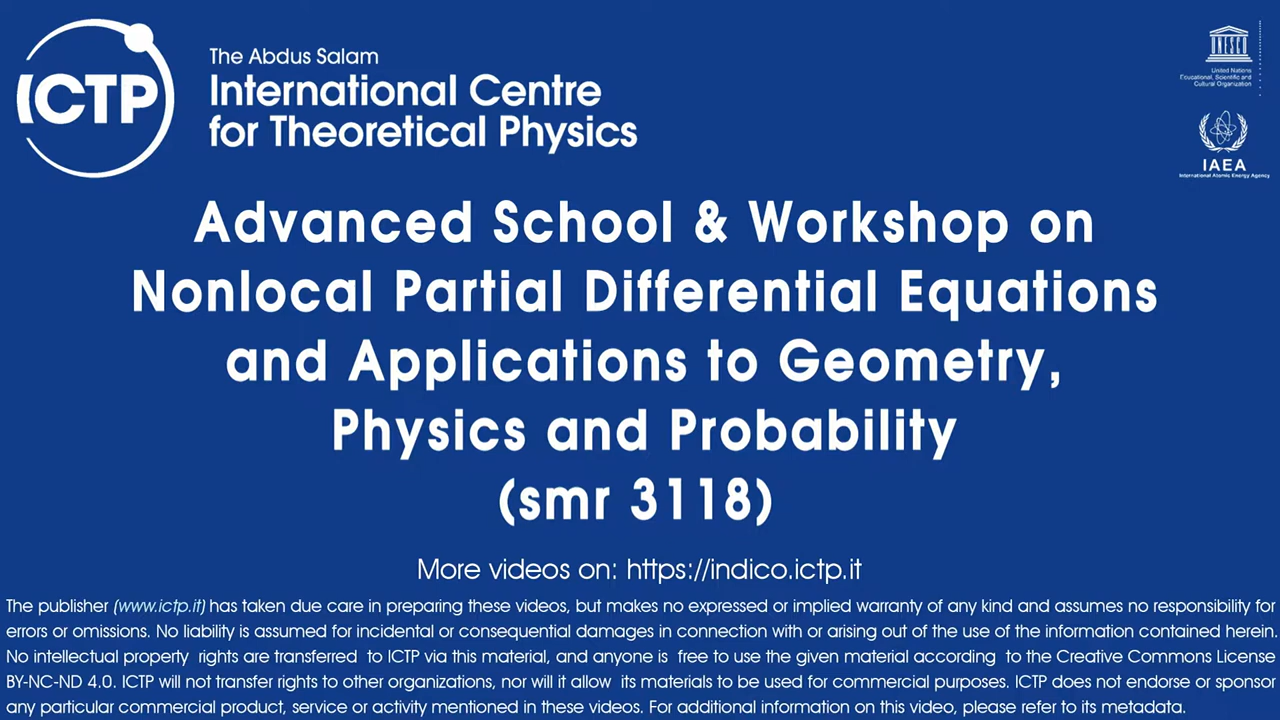 ICTP
The Abdus Salam
International Centre
for Theoretical Physics
UNESCO
United Nations
Educational, Scientific and
Cultural Organization
IAEA
International Atomic Energy Agency
Advanced School & Workshop on
Nonlocal Partial Differential Equations
and Applications to Geometry,
Physics and Probability
(smr 3118)
More videos on: https://indico.ictp.it
The publisher (www.ictp.it) has taken due care in preparing these videos, but makes no expressed or implied warranty of any kind and assumes no responsibility for
errors or omissions. No liability is assumed for incidental or consequential damages in connection with or arising out of the use of the information contained herein.
No intellectual property rights are transferred to ICTP via this material, and anyone is free to use the given material according to the Creative Commons License
BY-NC-ND 4.0. ICTP will not transfer rights to other organizations, nor will it allow its materials to be used for commercial purposes. ICTP does not endorse or sponsor
any particular commercial product, service or activity mentioned in these videos. For additional information on this video, please refer to its metadata.